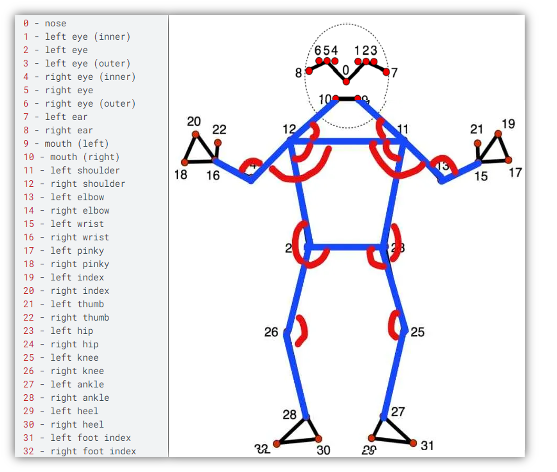 0 - nose
1 - left eye (inner)
2 - left eye
3 - left eye (outer)
4 - right eye (inner)
5 - right eye
6 - right eye (outer)
7 - left ear
8 - right ear
9 - mouth (left)
10 - mouth (right)
11 - left shoulder
12 - right shoulder
13 - left elbow
14 - right elbow
15 - left wrist
16 - right wrist
17 - left pinky
18 - right pinky
19 - left index
20 - right index
21 - left thumb
22 - right thumb
23 - left hip
24 - right hip
25 - left knee
26 - right knee
27 - left ankle
28 - right ankle
29 - left heel
30 - right heel
31 - left foot index
32 - right foot index
6 5 4 1 2 3
8 0 7
10 9
20 22 12 11 21 19
18 16 13 15 17
26 25
28 27
32 30 29 31